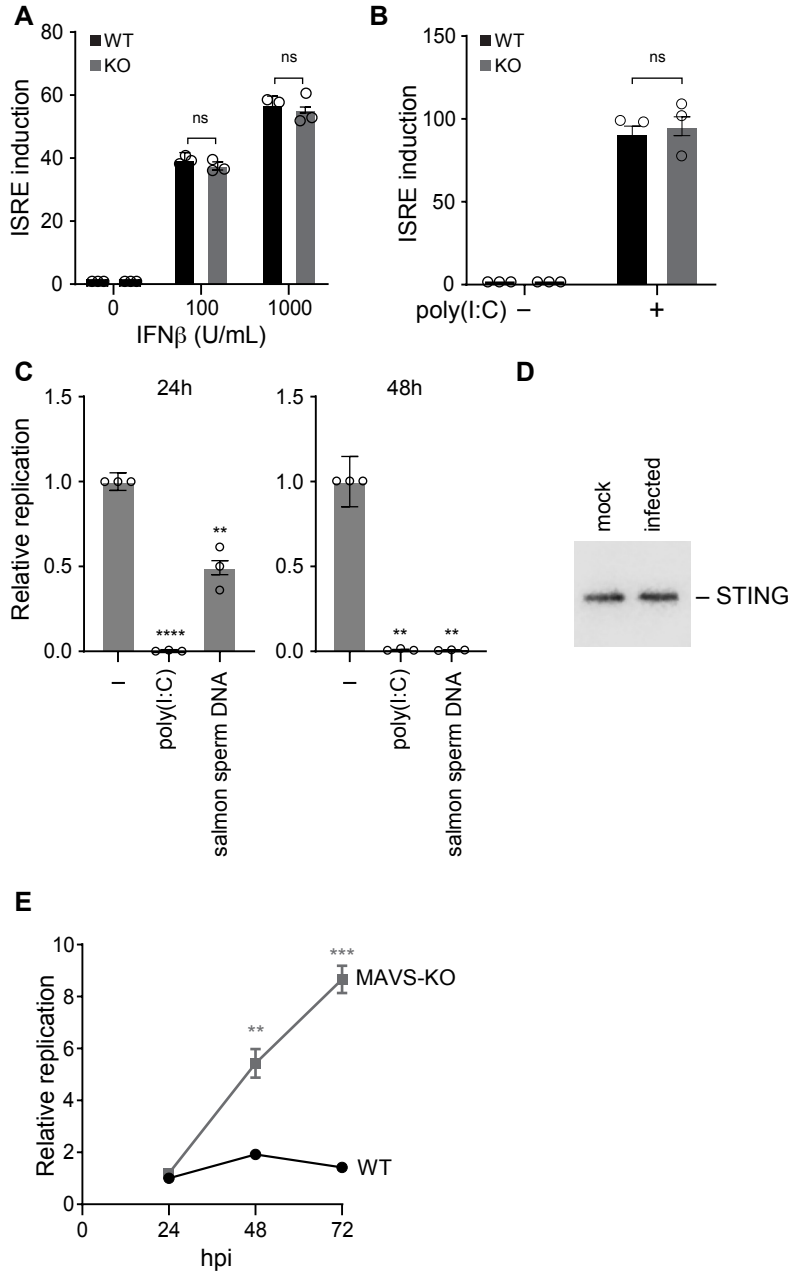 A
80
60
40
20
0
ISRE induction
WT
KO
ns
ns
0
100
1000
IFNβ (U/mL)
B
150
100
50
0
ISRE induction
WT
KO
ns
poly(I:C) – +
C
24h
1.5
1.0
0.5
0.0
Relative replication
**
****
–
poly(I:C)
salmon sperm DNA
48h
1.5
1.0
0.5
0.0
**
**
–
poly(I:C)
salmon sperm DNA
D
mock
infected
– STING
E
10
8
6
4
2
0
Relative replication
***
MAVS-KO
**
WT
0
24
48
72
hpi